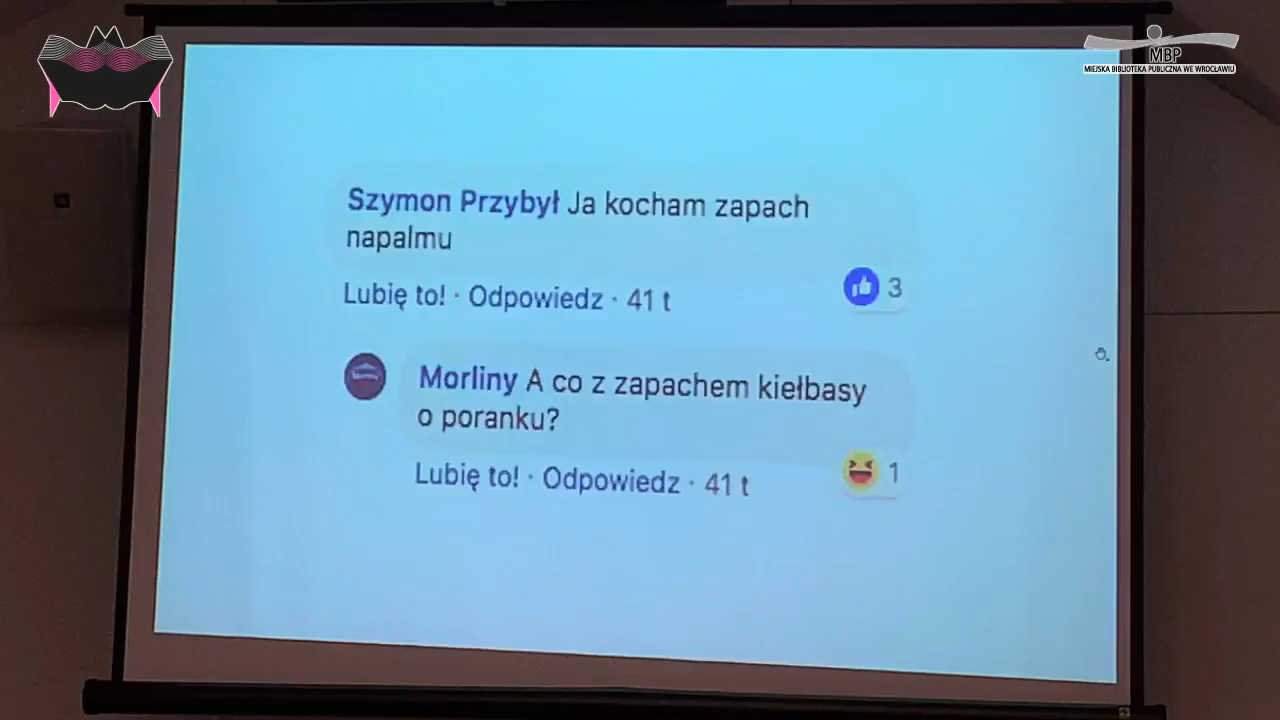 MBP
MIEJSKA BIBLIOTEKA PUBLICZNA WE WROCŁAWIU
Szymon Przybył Ja kocham zapach
napalmu
Lubię to! · Odpowiedz · 41 t
3
Morliny A co z zapachem kiełbasy
o poranku?
Lubię to! · Odpowiedz · 41 t
1